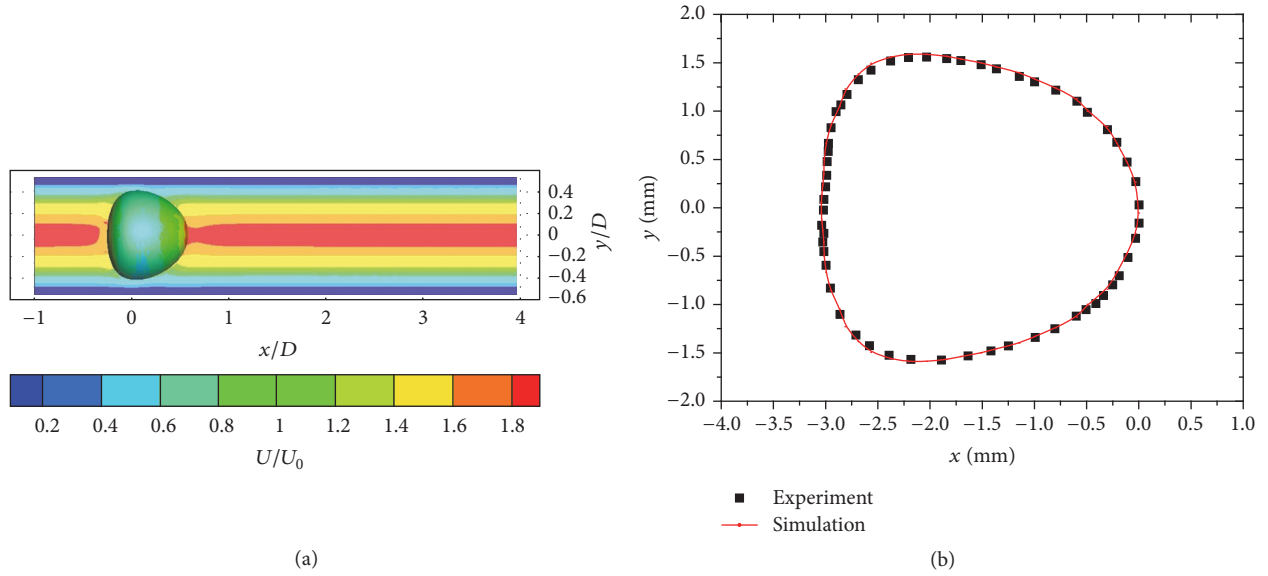 0.4
0.2
0
−0.2
−0.4
−0.6
y/D
−1 0 1 2 3 4
x/D
0.2 0.4 0.6 0.8 1 1.2 1.4 1.6 1.8
U/U₀
(a)
2.0
1.5
1.0
0.5
0.0
−0.5
−1.0
−1.5
−2.0
y (mm)
−4.0 −3.5 −3.0 −2.5 −2.0 −1.5 −1.0 −0.5 0.0 0.5 1.0
x (mm)
Experiment
Simulation
(b)